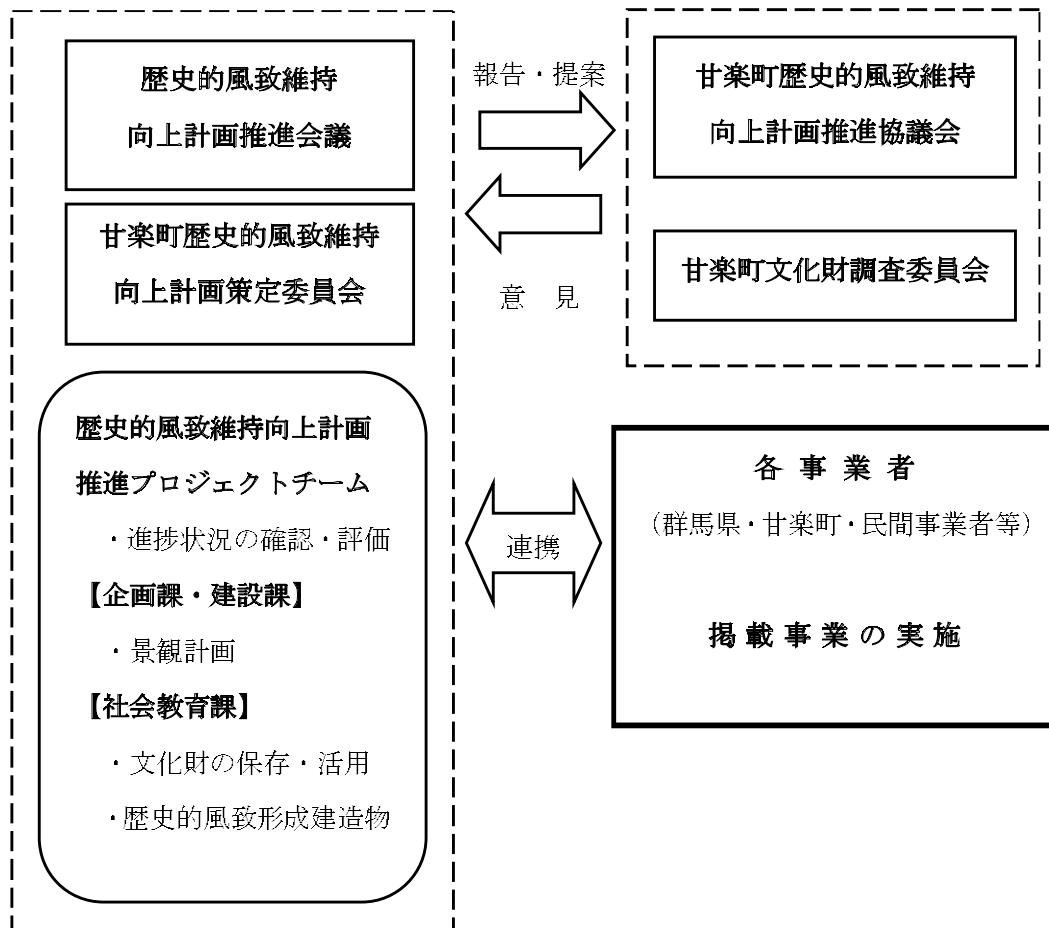 歴史的風致維持
向上計画推進会議
甘楽町歴史的風致維持
向上計画策定委員会
歴史的風致維持向上計画
推進プロジェクトチーム
・進捗状況の確認・評価
【企画課・建設課】
・景観計画
【社会教育課】
・文化財の保存・活用
・歴史的風致形成建造物
報告・提案
意　見
連携
甘楽町歴史的風致維持
向上計画推進協議会
甘楽町文化財調査委員会
各 事 業 者
（群馬県・甘楽町・民間事業者等）
掲 載 事 業 の 実 施